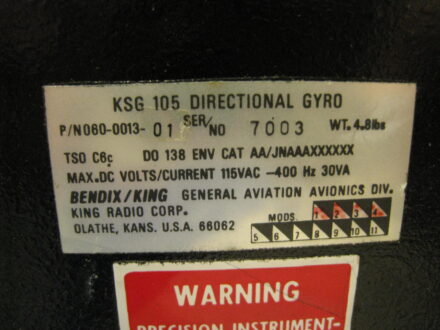 KSG 105 DIRECTIONAL GYRO
P/N 060-0013- 01 SER/NO 7003 WT. 4.8lbs
TSO C6c DO 138 ENV CAT AA/JNAAAXXXXXX
MAX. DC VOLTS/CURRENT 115VAC ~400 Hz 30VA
BENDIX/KING GENERAL AVIATION AVIONICS DIV.
KING RADIO CORP.
OLATHE, KANS. U.S.A. 66062
MODS. 1 2 3 4
5 6 7 8 9 10 11
WARNING
PRECISION INSTRUMENT-